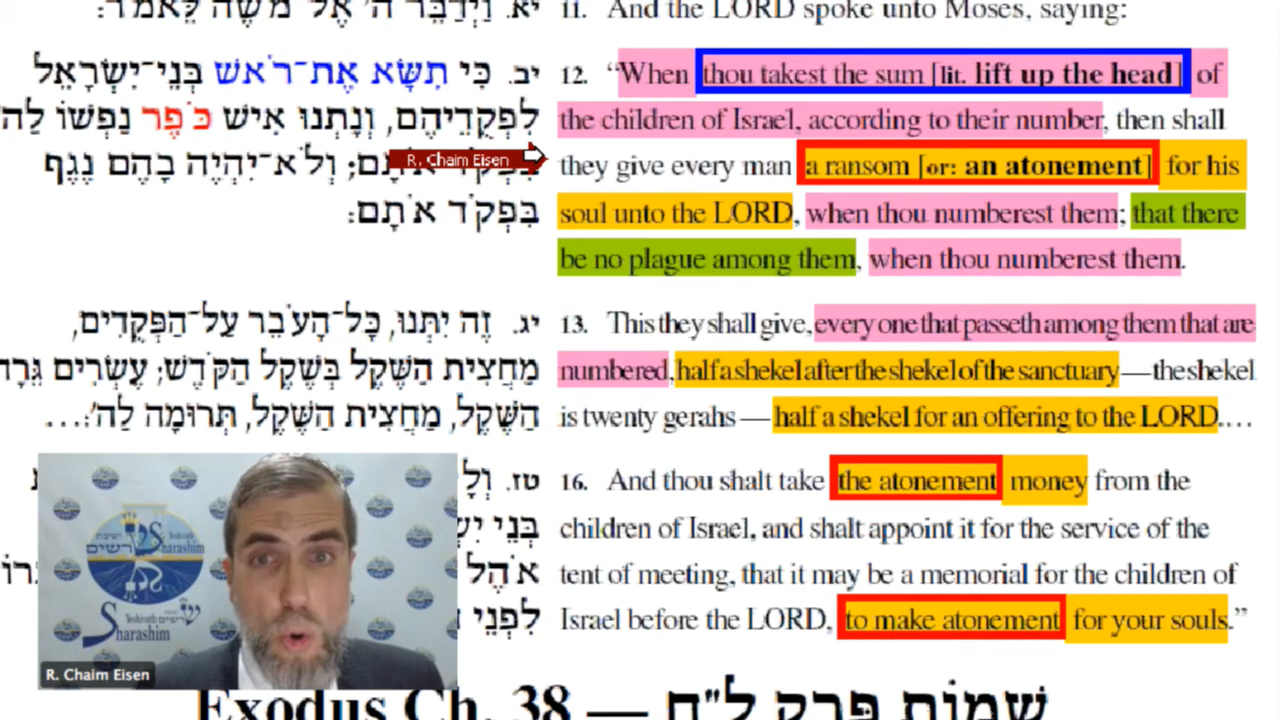 יא. וַיְדַבֵּר ה' אֶל מֹשֶׁה לֵּאמֹר:
יב. כִּי תִשָּׂא אֶת־רֹאשׁ בְּנֵי־יִשְׂרָאֵל
לִפְקֻדֵיהֶם, וְנָתְנוּ אִישׁ כֹּפֶר נַפְשׁוֹ לַה'
אֹתָם; וְלֹא־יִהְיֶה בָהֶם נֶגֶף
בִּפְקֹד אֹתָם:
יג. זֶה יִתְּנוּ, כָּל־הָעֹבֵר עַל־הַפְּקֻדִים,
מַחֲצִית הַשֶּׁקֶל בְּשֶׁקֶל הַקֹּדֶשׁ; עֶשְׂרִים גֵּרָה
הַשֶּׁקֶל, מַחֲצִית הַשֶּׁקֶל, תְּרוּמָה לַה':...
טז.
בְּנֵי
אֹהֶל
לִפְנֵי
11. And the LORD spoke unto Moses, saying:
12. “When thou takest the sum [lit. lift up the head] of
the children of Israel, according to their number, then shall
they give every man a ransom [or: an atonement] for his
soul unto the LORD, when thou numberest them; that there
be no plague among them, when thou numberest them.
13. This they shall give, every one that passeth among them that are
numbered, half a shekel after the shekel of the sanctuary—the shekel
is twenty gerahs — half a shekel for an offering to the LORD….
16. And thou shalt take the atonement money from the
children of Israel, and shalt appoint it for the service of the
tent of meeting, that it may be a memorial for the children of
Israel before the LORD, to make atonement for your souls.”
R. Chaim Eisen
ישיבת
שרשים
Yeshivath
Sharashim
Yeshivath שרשים
Sharashim
R. Chaim Eisen
Exodus Ch. 38 — שְׁמוֹת פֶּרֶק ל"ח